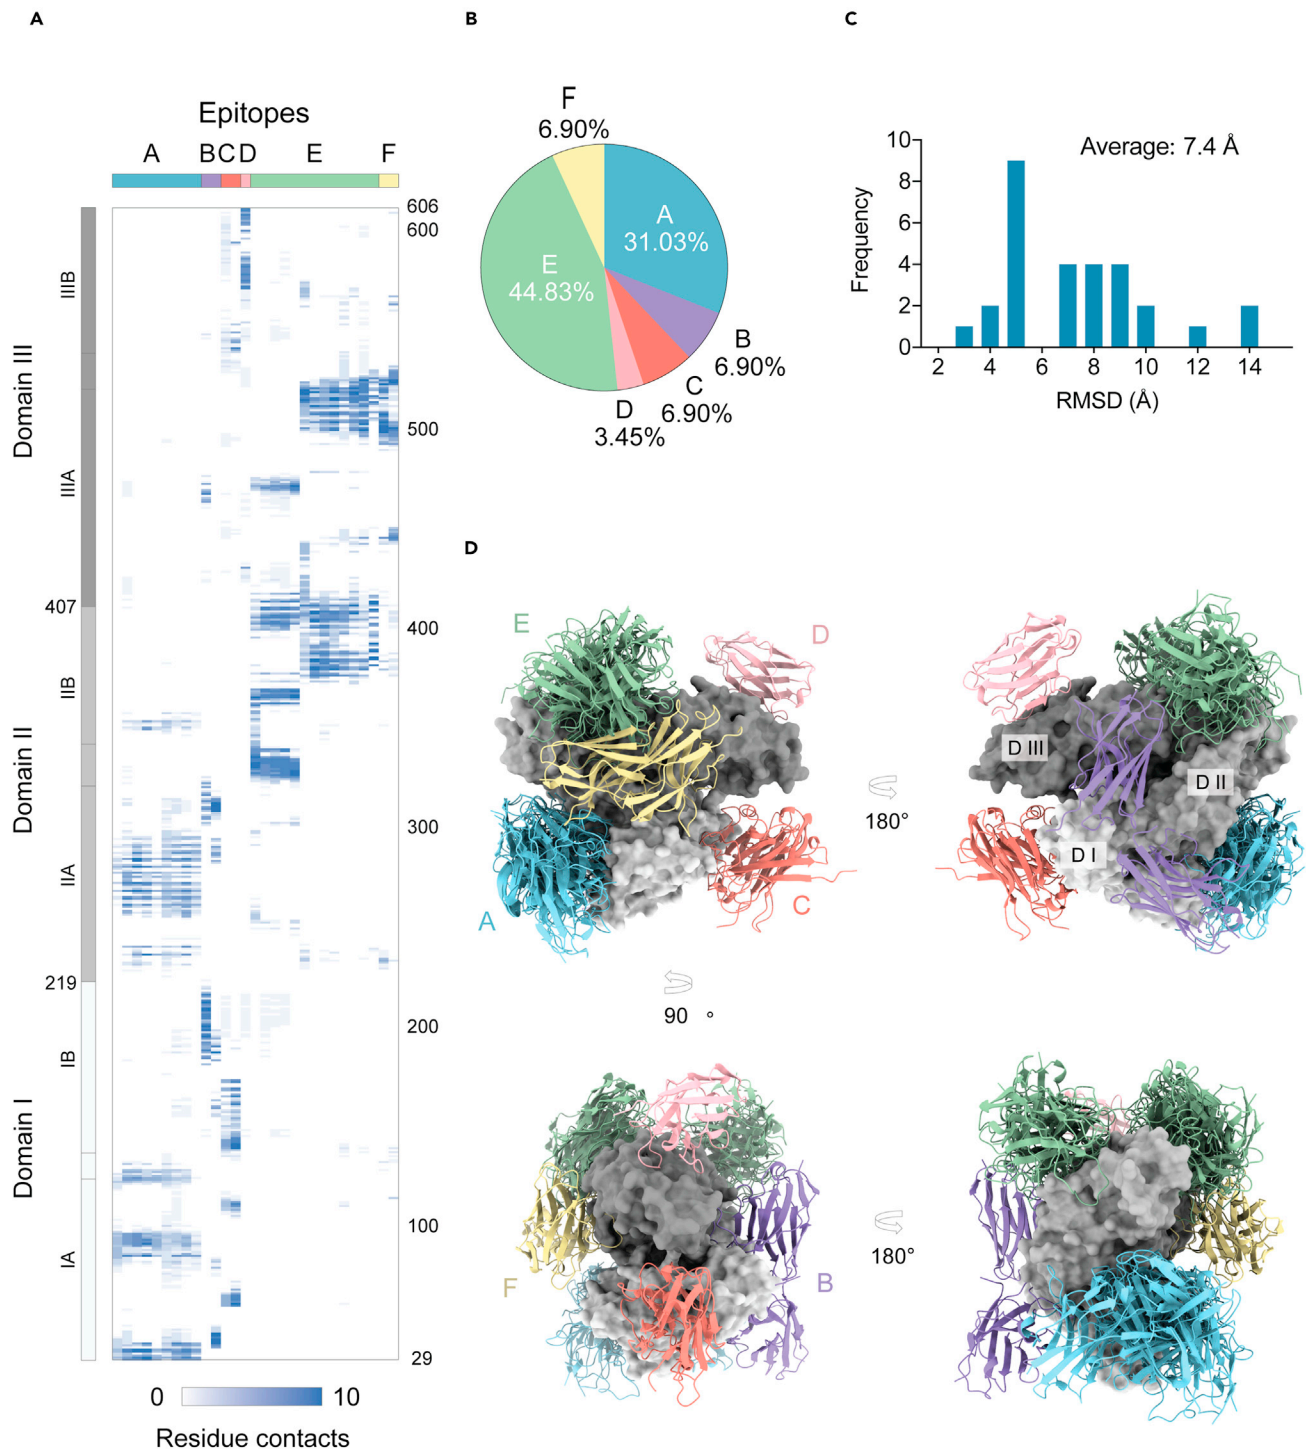 A
Epitopes
A B C D E F
606
600
500
400
300
200
100
29
Domain III
IIIB
IIIA
407
Domain II
IIB
IIA
219
Domain I
IB
IA
0 10
Residue contacts
B
F
6.90%
A
31.03%
E
44.83%
B
6.90%
C
6.90%
D
3.45%
C
Average: 7.4 Å
Frequency
10
8
6
4
2
0
2 4 6 8 10 12 14
RMSD (Å)
D
E
D
A
C
180°
D III
D II
D I
90 °
F
B
180°